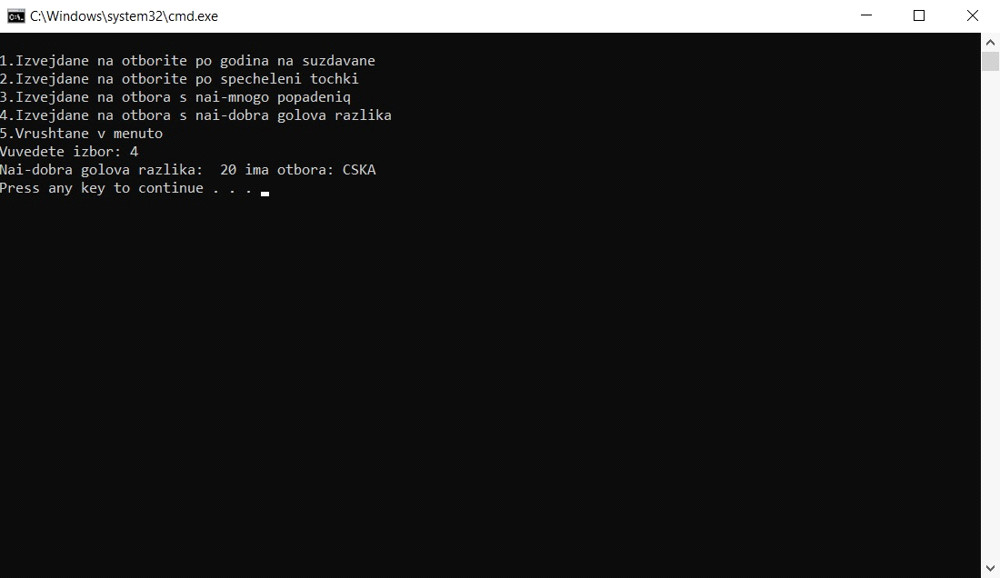 C:\Windows\system32\cmd.exe
1.Izvejdane na otborite po godina na suzdavane
2.Izvejdane na otborite po specheleni tochki
3.Izvejdane na otbora s nai-mnogo popadeniq
4.Izvejdane na otbora s nai-dobra golova razlika
5.Vrushtane v menuto
Vuvedete izbor: 4
Nai-dobra golova razlika:  20 ima otbora: CSKA
Press any key to continue . . .